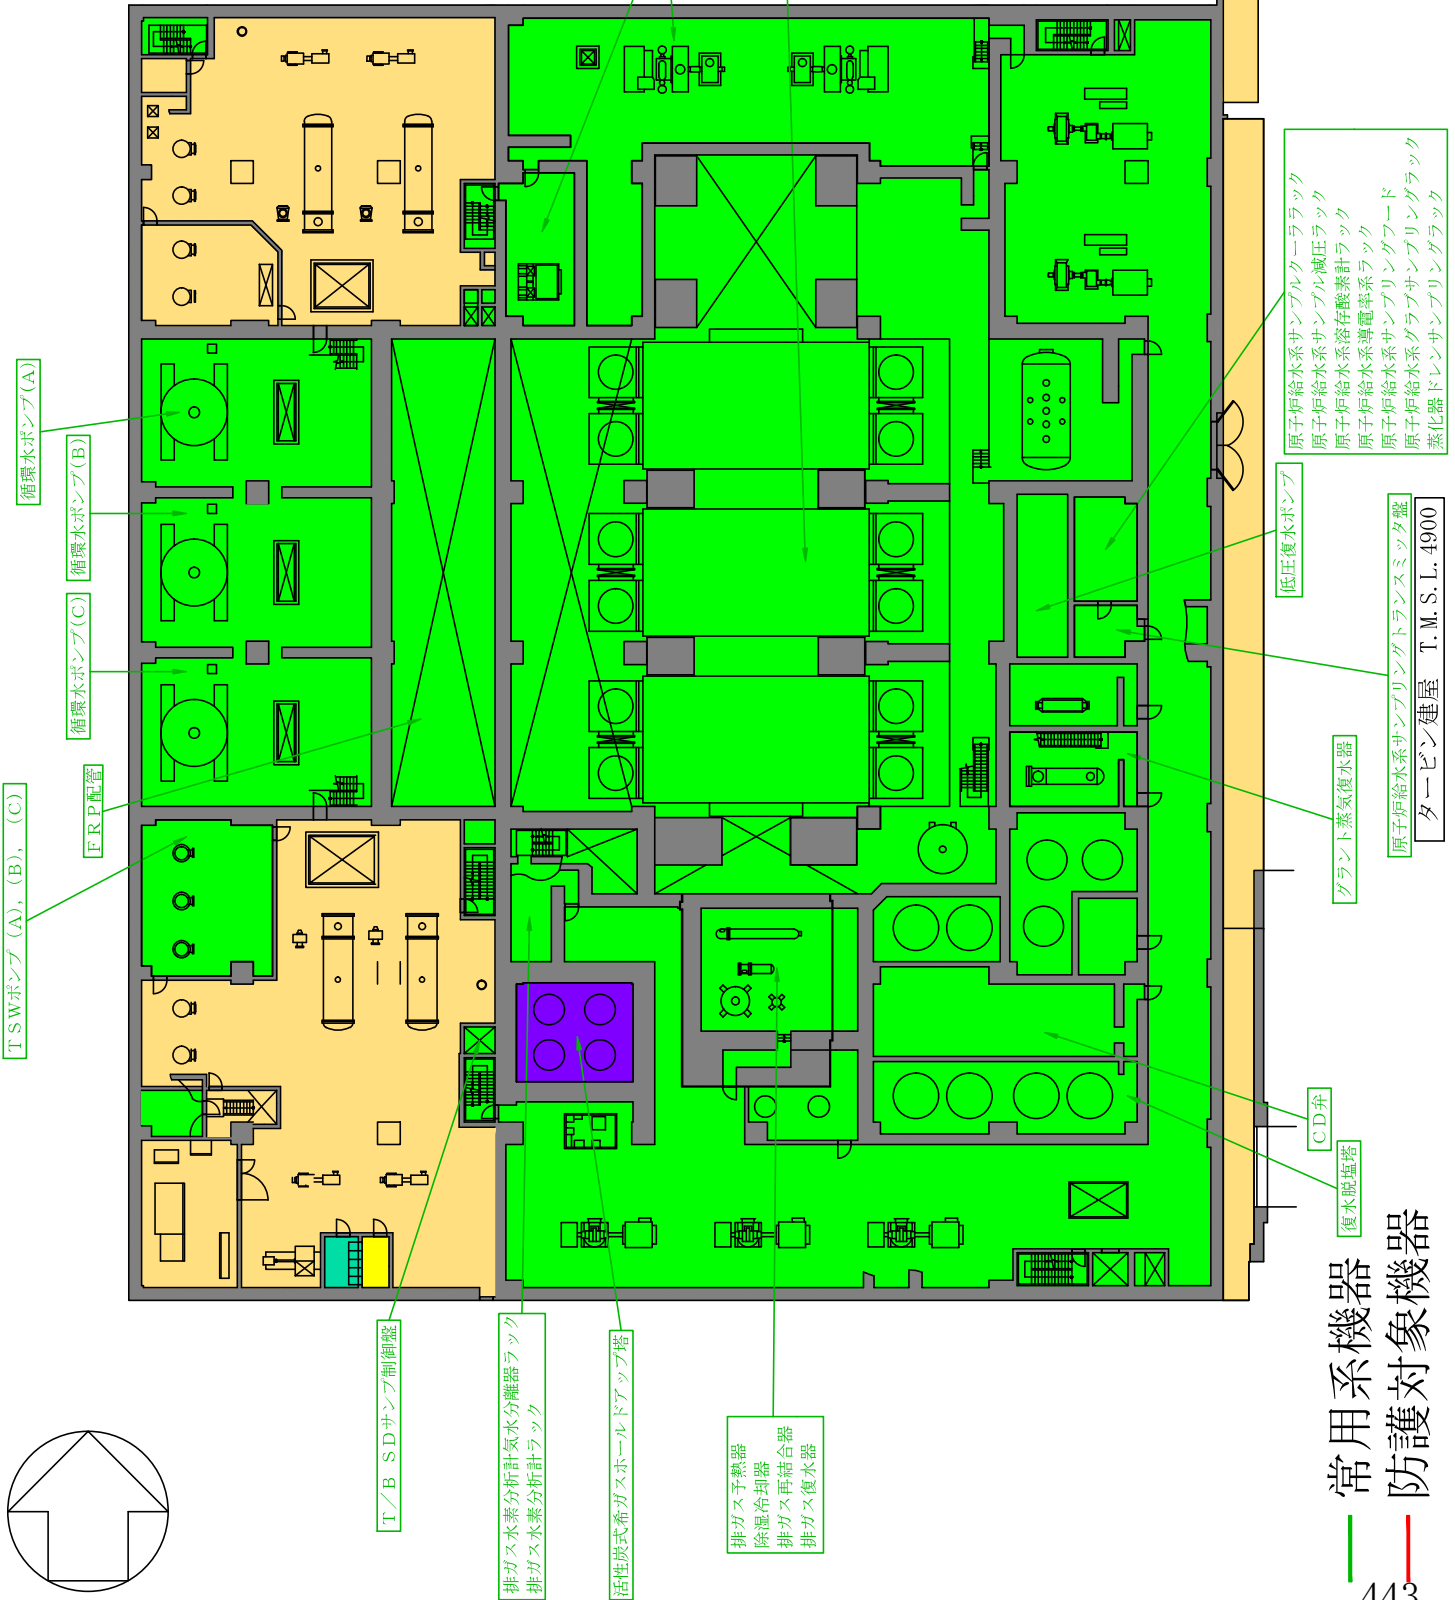 循環水ポンプ(A)
循環水ポンプ(B)
循環水ポンプ(C)
FRP配管
TSWポンプ (A), (B), (C)
原子炉給水系サンプルクーララック
原子炉給水系サンプル減圧ラック
原子炉給水系溶存酸素計ラック
原子炉給水系導電率系ラック
原子炉給水系サンプリングフード
原子炉給水系グラブサンプリングラック
蒸化器ドレンサンプリングラック
低圧復水ポンプ
原子炉給水系サンプリングトランスミッタ盤
タービン建屋 T.M.S.L.4900
グラント蒸気復水器
CD弁
復水脱塩塔
T/B SDサンプ制御盤
排ガス水素分析計気水分離器ラック
排ガス水素分析計ラック
活性炭式希ガスホールドアップ塔
排ガス予熱器
除湿冷却器
排ガス再結合器
排ガス復水器
常用系機器
防護対象機器
443